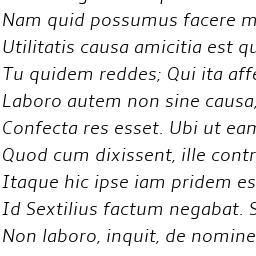 Nam quid possumus facere m
Utilitatis causa amicitia est qu
Tu quidem reddes; Qui ita affe
Laboro autem non sine causa,
Confecta res esset. Ubi ut ean
Quod cum dixissent, ille contr
Itaque hic ipse iam pridem es
Id Sextilius factum negabat. S
Non laboro, inquit, de nomine